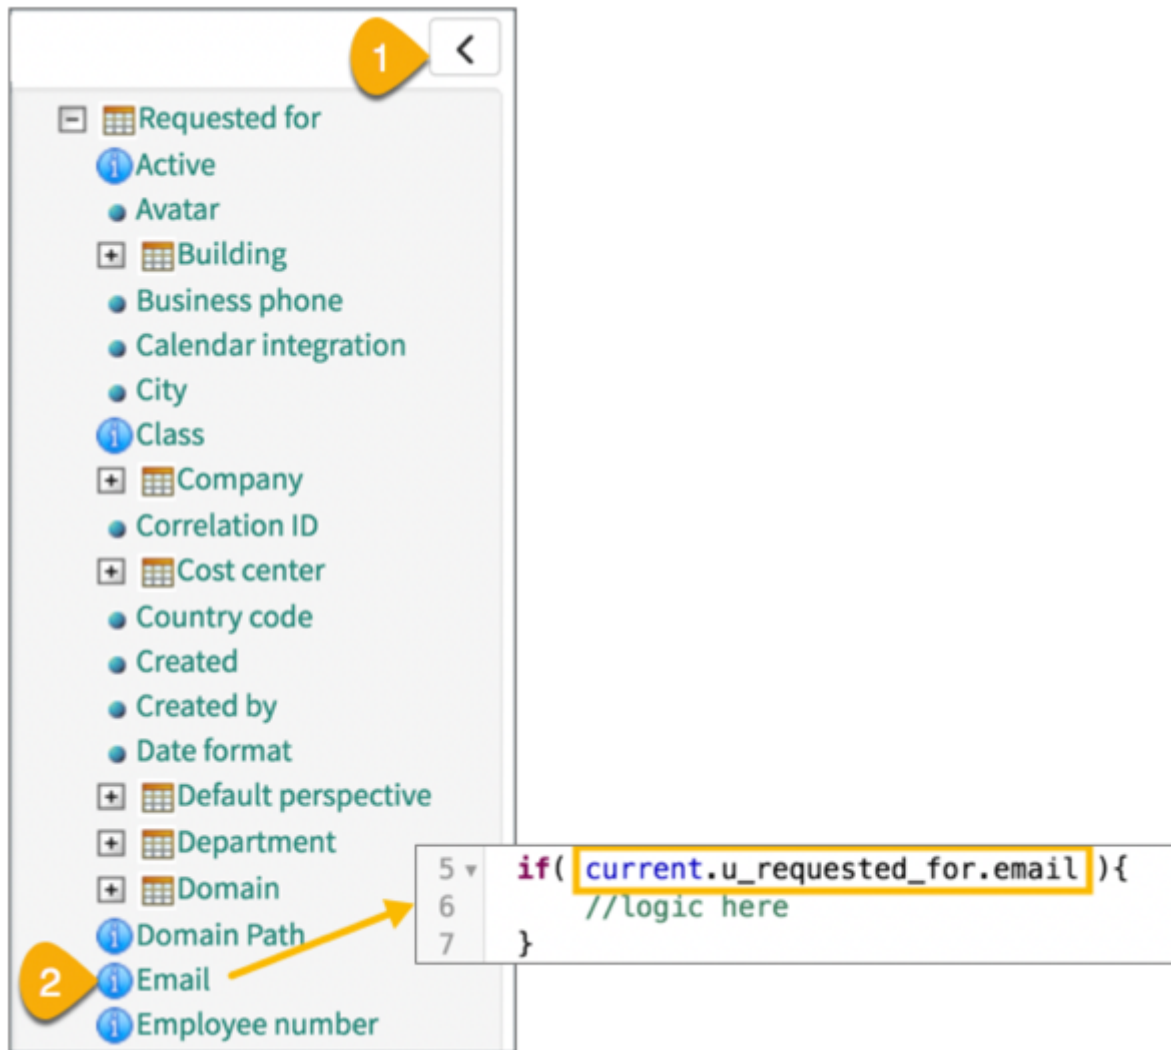 1
Requested for
Active
Avatar
Building
Business phone
Calendar integration
City
Class
Company
Correlation ID
Cost center
Country code
Created
Created by
Date format
Default perspective
Department
Domain
Domain Path
2 Email
Employee number
5 if( current.u_requested_for.email ){
6 //logic here
7 }